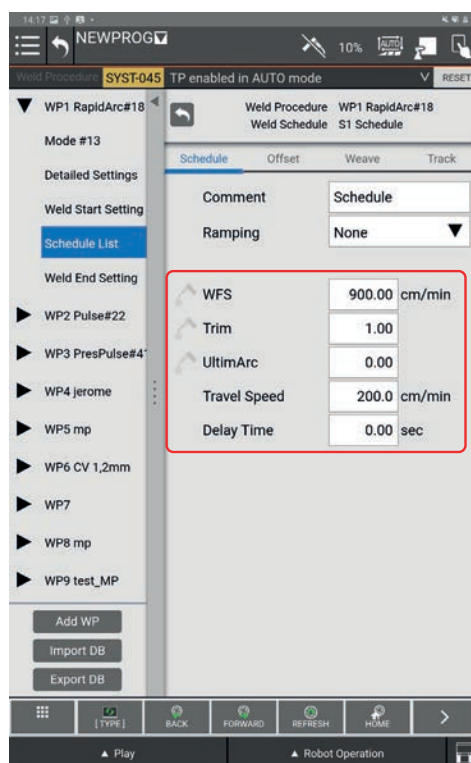 14:17
NEWPROG
10%
AUTO
Weld Procedure SYST-045 TP enabled in AUTO mode RESET
WP1 RapidArc#18
Mode #13
Detailed Settings
Weld Start Setting
Schedule List
Weld End Setting
WP2 Pulse#22
WP3 PresPulse#4
WP4 jerome
WP5 mp
WP6 CV 1,2mm
WP7
WP8 mp
WP9 test_MP
Add WP
Import DB
Export DB
Weld Procedure WP1 RapidArc#18
Weld Schedule S1 Schedule
Schedule Offset Weave Track
Comment Schedule
Ramping None
WFS 900.00 cm/min
Trim 1.00
UltimArc 0.00
Travel Speed 200.0 cm/min
Delay Time 0.00 sec
[TYPE] BACK FORWARD REFRESH HOME
Play Robot Operation